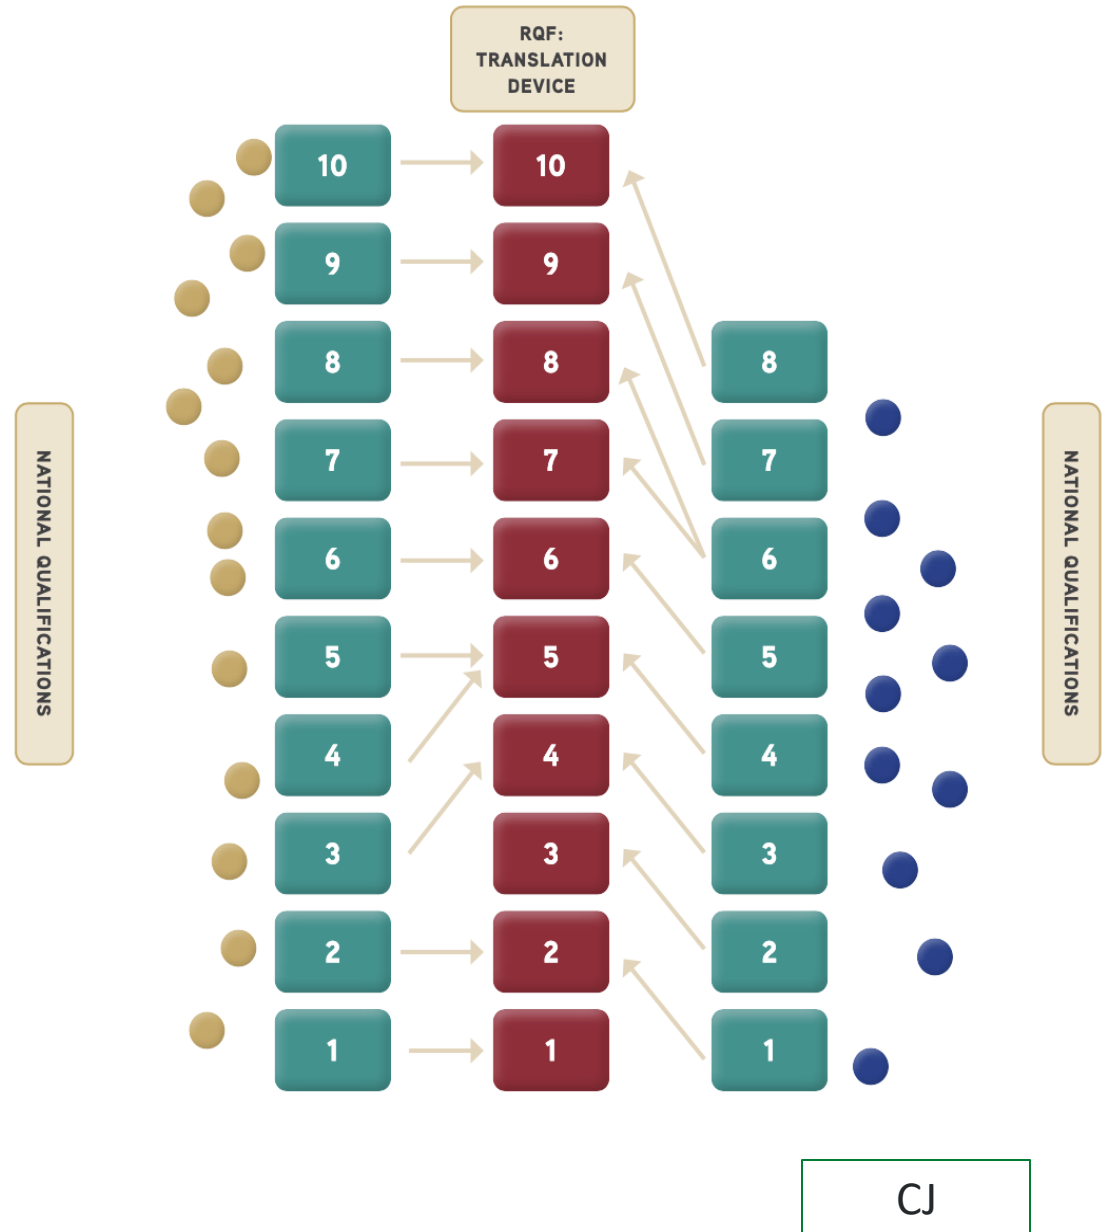 RQF:
TRANSLATION
DEVICE
10 10
9 9
8 8 8
7 7 7
6 6 6
5 5 5
4 4 4
3 3 3
2 2 2
1 1 1
NATIONAL QUALIFICATIONS
NATIONAL QUALIFICATIONS
CJ